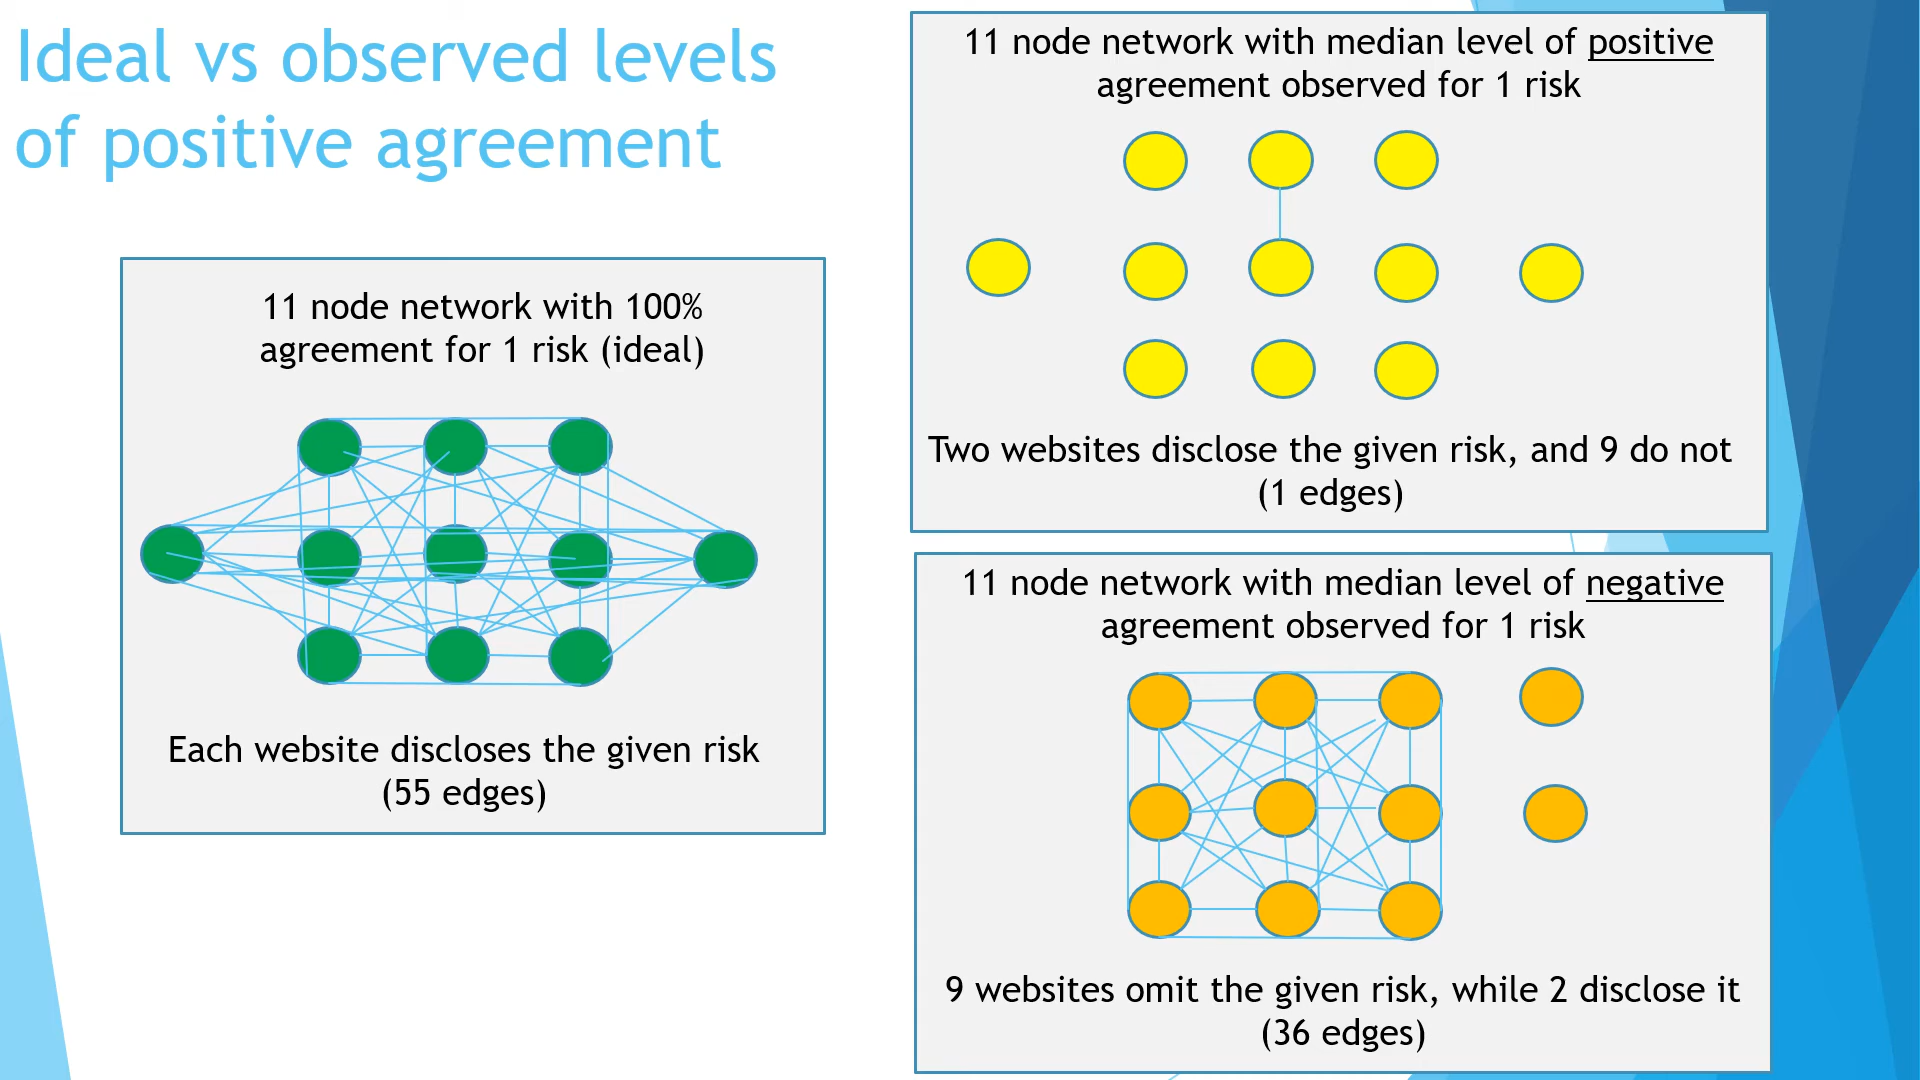 Ideal vs observed levels
of positive agreement
11 node network with 100%
agreement for 1 risk (ideal)
Each website discloses the given risk
(55 edges)
11 node network with median level of positive
agreement observed for 1 risk
Two websites disclose the given risk, and 9 do not
(1 edges)
11 node network with median level of negative
agreement observed for 1 risk
9 websites omit the given risk, while 2 disclose it
(36 edges)